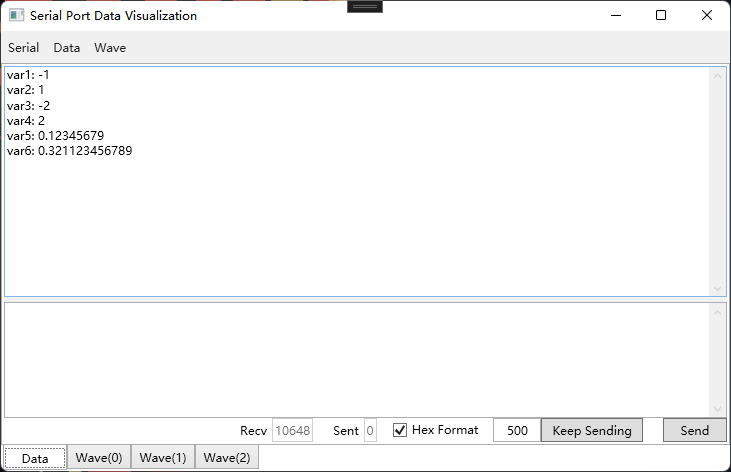 Serial Port Data Visualization
Serial Data Wave
var1: -1
var2: 1
var3: -2
var4: 2
var5: 0.12345679
var6: 0.321123456789
Recv 10648 Sent 0 Hex Format 500 Keep Sending Send
Data Wave(0) Wave(1) Wave(2)